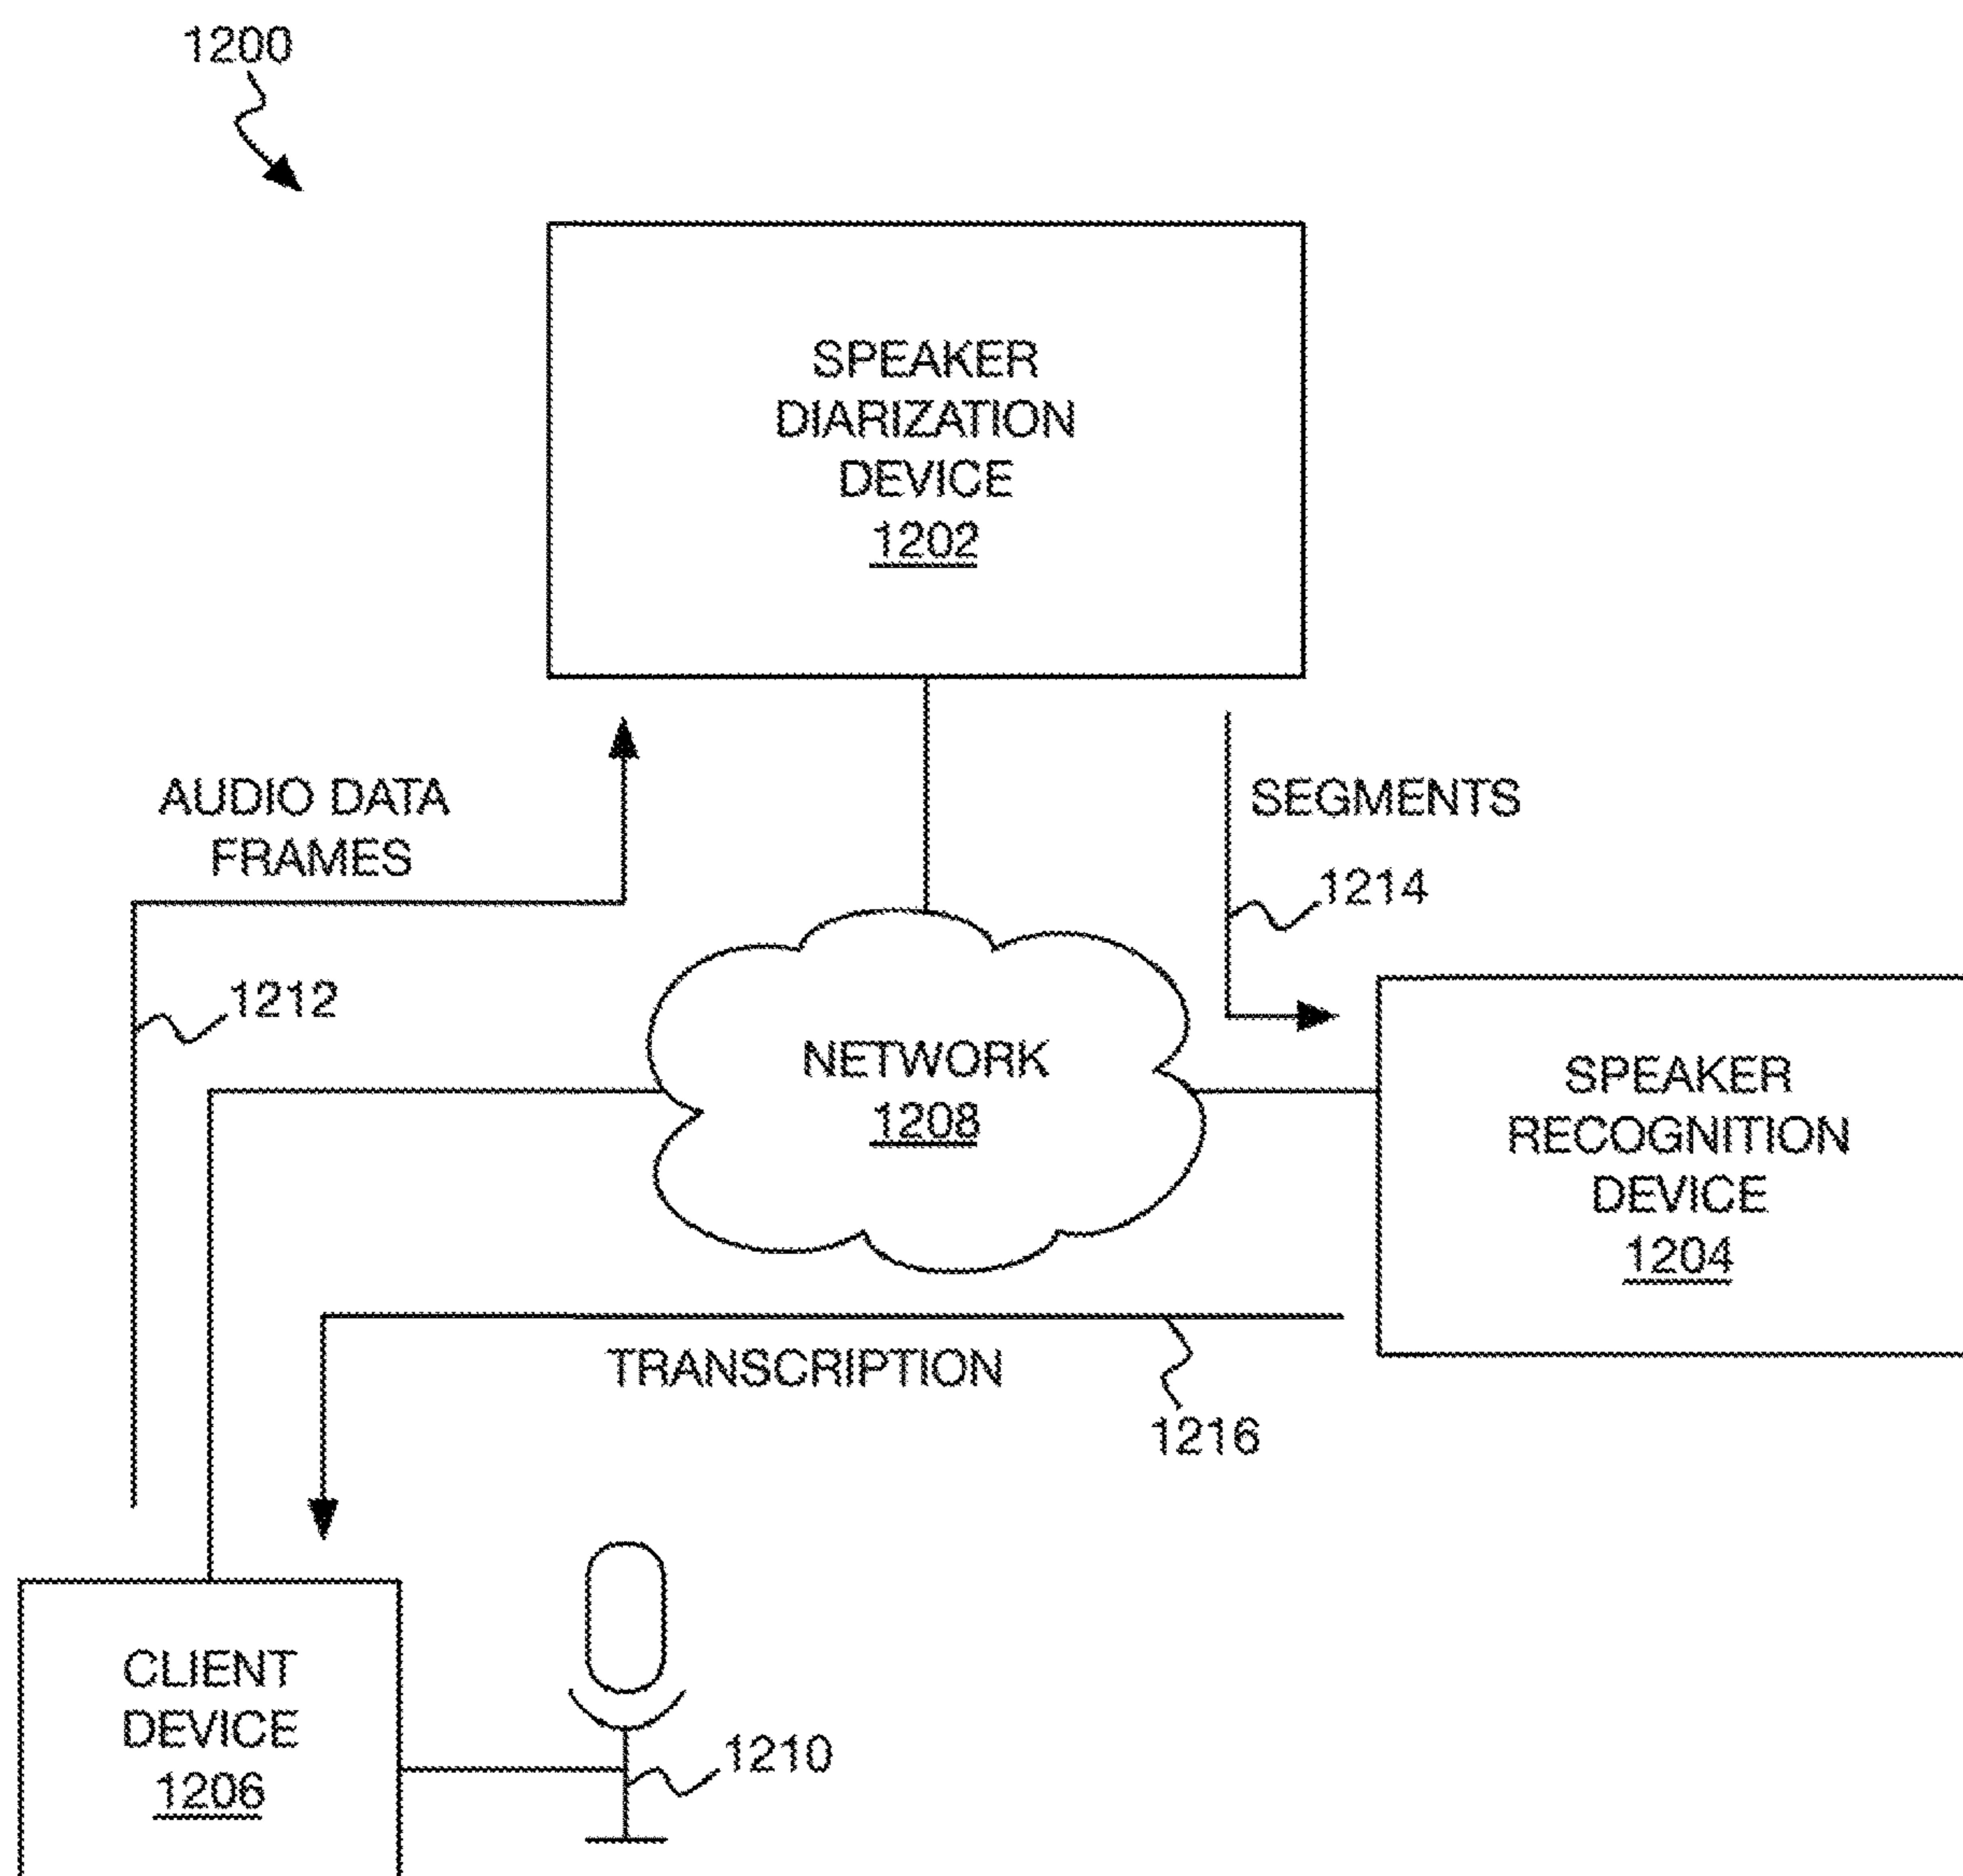 1200
SPEAKER
DIARIZATION
DEVICE
1202
AUDIO DATA
FRAMES
SEGMENTS
1214
1212
NETWORK
1208
SPEAKER
RECOGNITION
DEVICE
1204
TRANSCRIPTION
1216
CLIENT
DEVICE
1206
1210